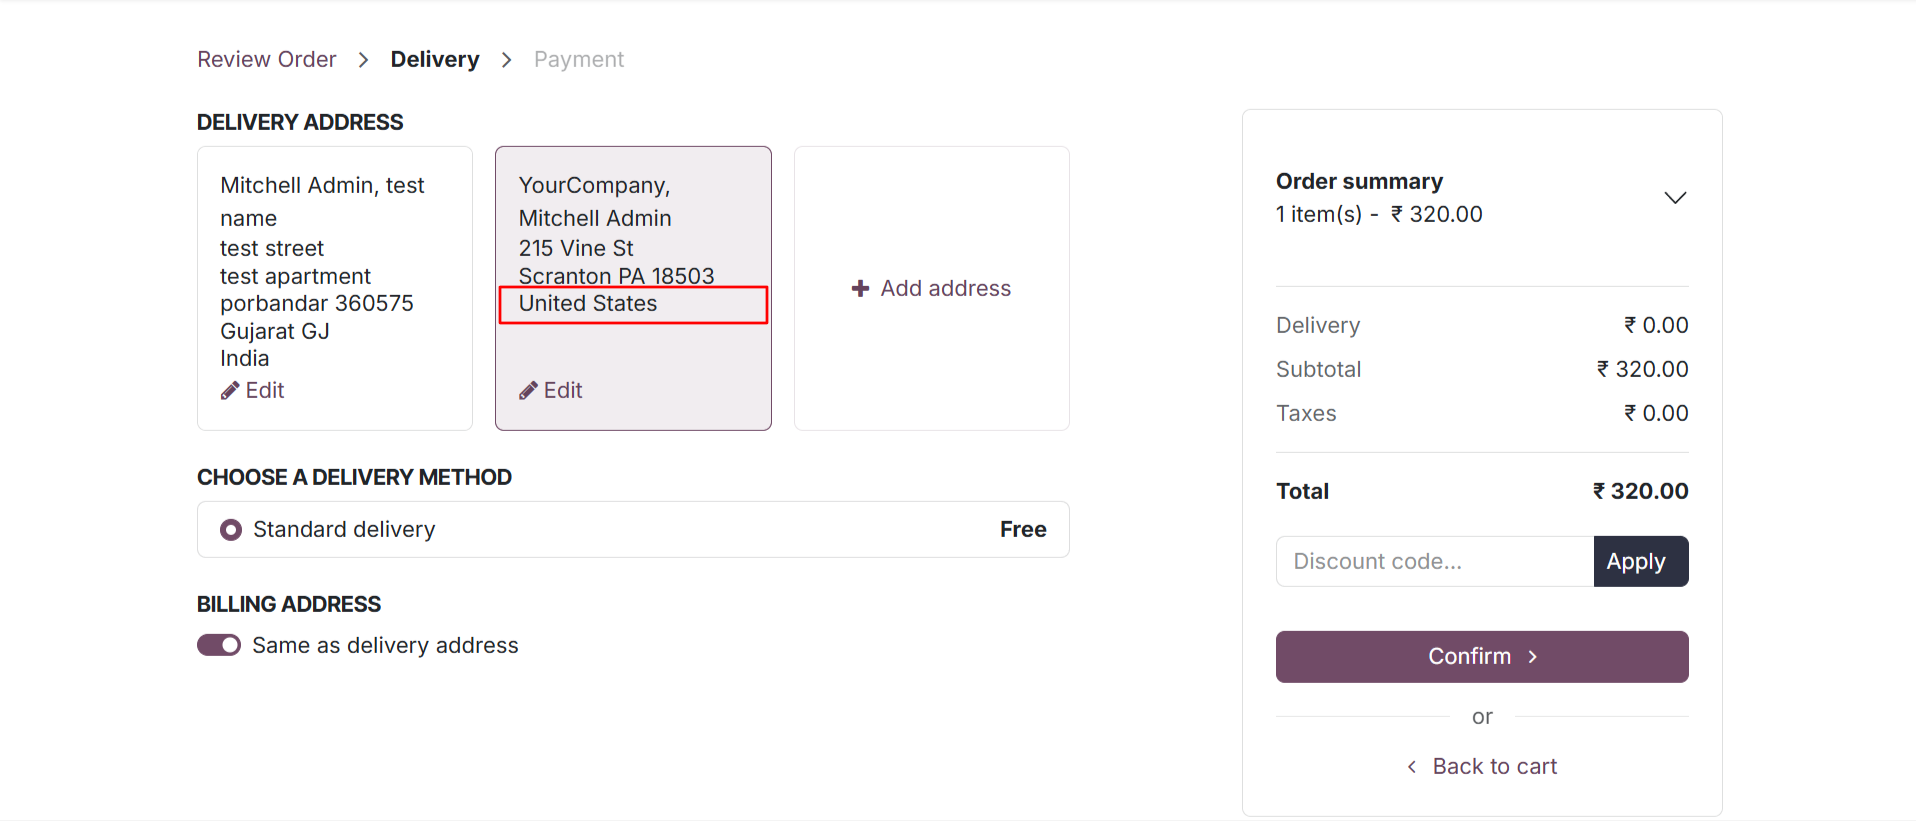 Review Order > Delivery > Payment
DELIVERY ADDRESS
Mitchell Admin, test
name
test street
test apartment
porbandar 360575
Gujarat GJ
India
Edit
YourCompany,
Mitchell Admin
215 Vine St
Scranton PA 18503
United States
Edit
Add address
CHOOSE A DELIVERY METHOD
Standard delivery Free
BILLING ADDRESS
Same as delivery address
Order summary
1 item(s) - ₹ 320.00
Delivery ₹ 0.00
Subtotal ₹ 320.00
Taxes ₹ 0.00
Total ₹ 320.00
Discount code... Apply
Confirm >
or
< Back to cart